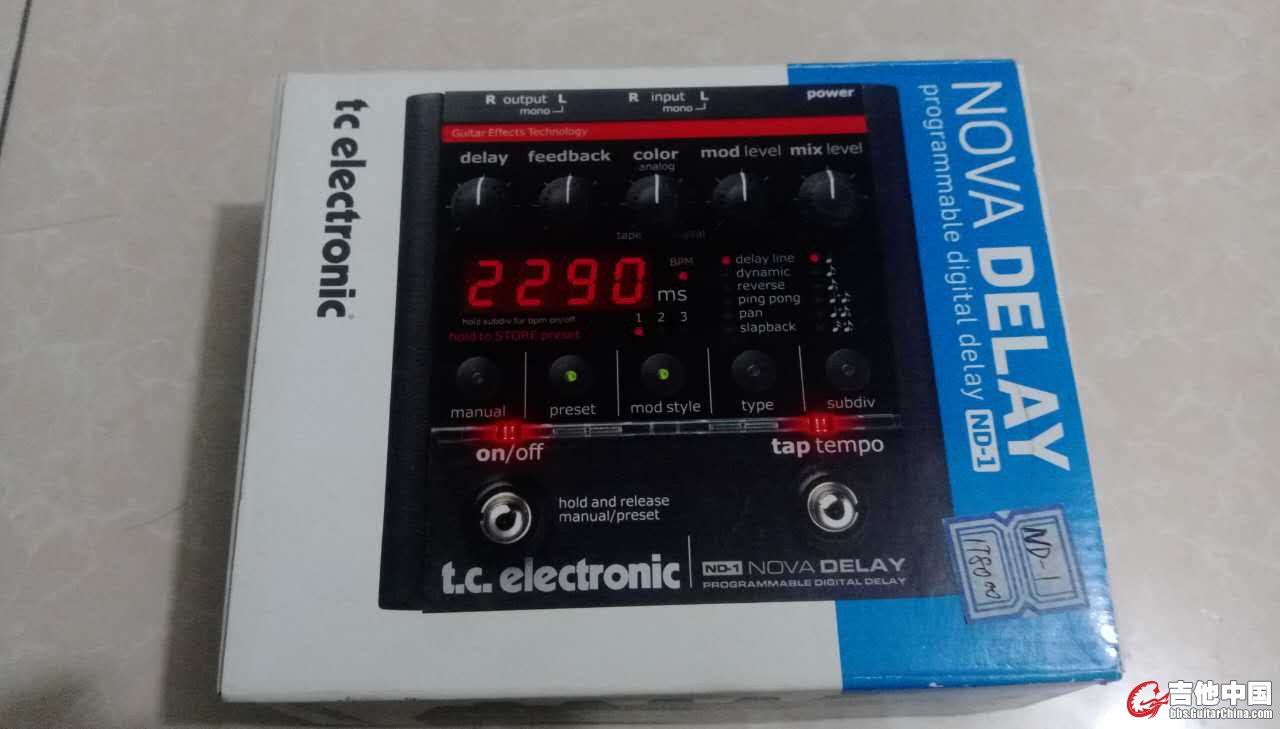 tc electronic
R output L
mono
R input L
mono
power
Guitar Effects Technology
delay
feedback
color
analog
mod level
mix level
tape
2290
BPM
ms
1 2 3
delay line
dynamic
reverse
ping pong
pan
slapback
hold subdiv for bpm on/off
hold to STORE preset
manual
preset
mod style
type
subdiv
on/off
tap tempo
hold and release
manual/preset
t.c. electronic
ND-1 NOVA DELAY
PROGRAMMABLE DIGITAL DELAY
NOVA DELAY
programmable digital delay ND-1
ND-1
178000
吉他中国
bbs.GuitarChina.com